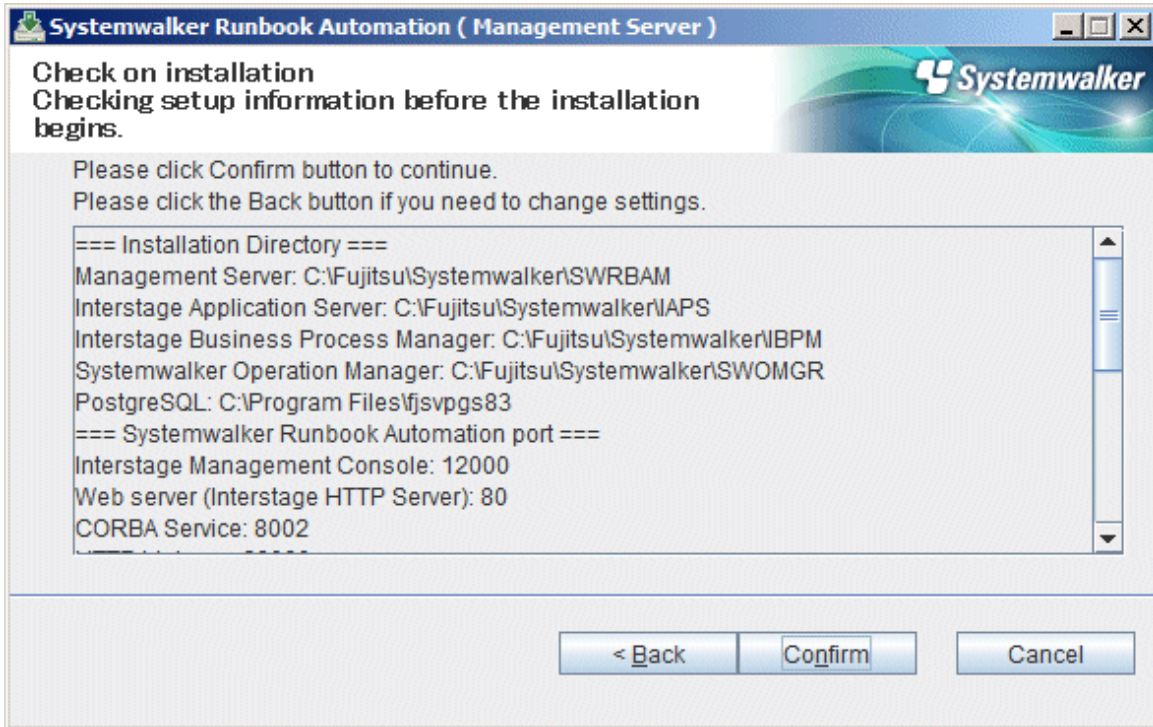 Systemwalker Runbook Automation ( Management Server )
Check on installation
Checking setup information before the installation
begins.
Systemwalker
Please click Confirm button to continue.
Please click the Back button if you need to change settings.
=== Installation Directory ===
Management Server: C:\Fujitsu\Systemwalker\SWRBAM
Interstage Application Server: C:\Fujitsu\Systemwalker\IAPS
Interstage Business Process Manager: C:\Fujitsu\Systemwalker\IBPM
Systemwalker Operation Manager: C:\Fujitsu\Systemwalker\SWOMGR
PostgreSQL: C:\Program Files\fjsvpgs83
=== Systemwalker Runbook Automation port ===
Interstage Management Console: 12000
Web server (Interstage HTTP Server): 80
CORBA Service: 8002
< Back
Confirm
Cancel